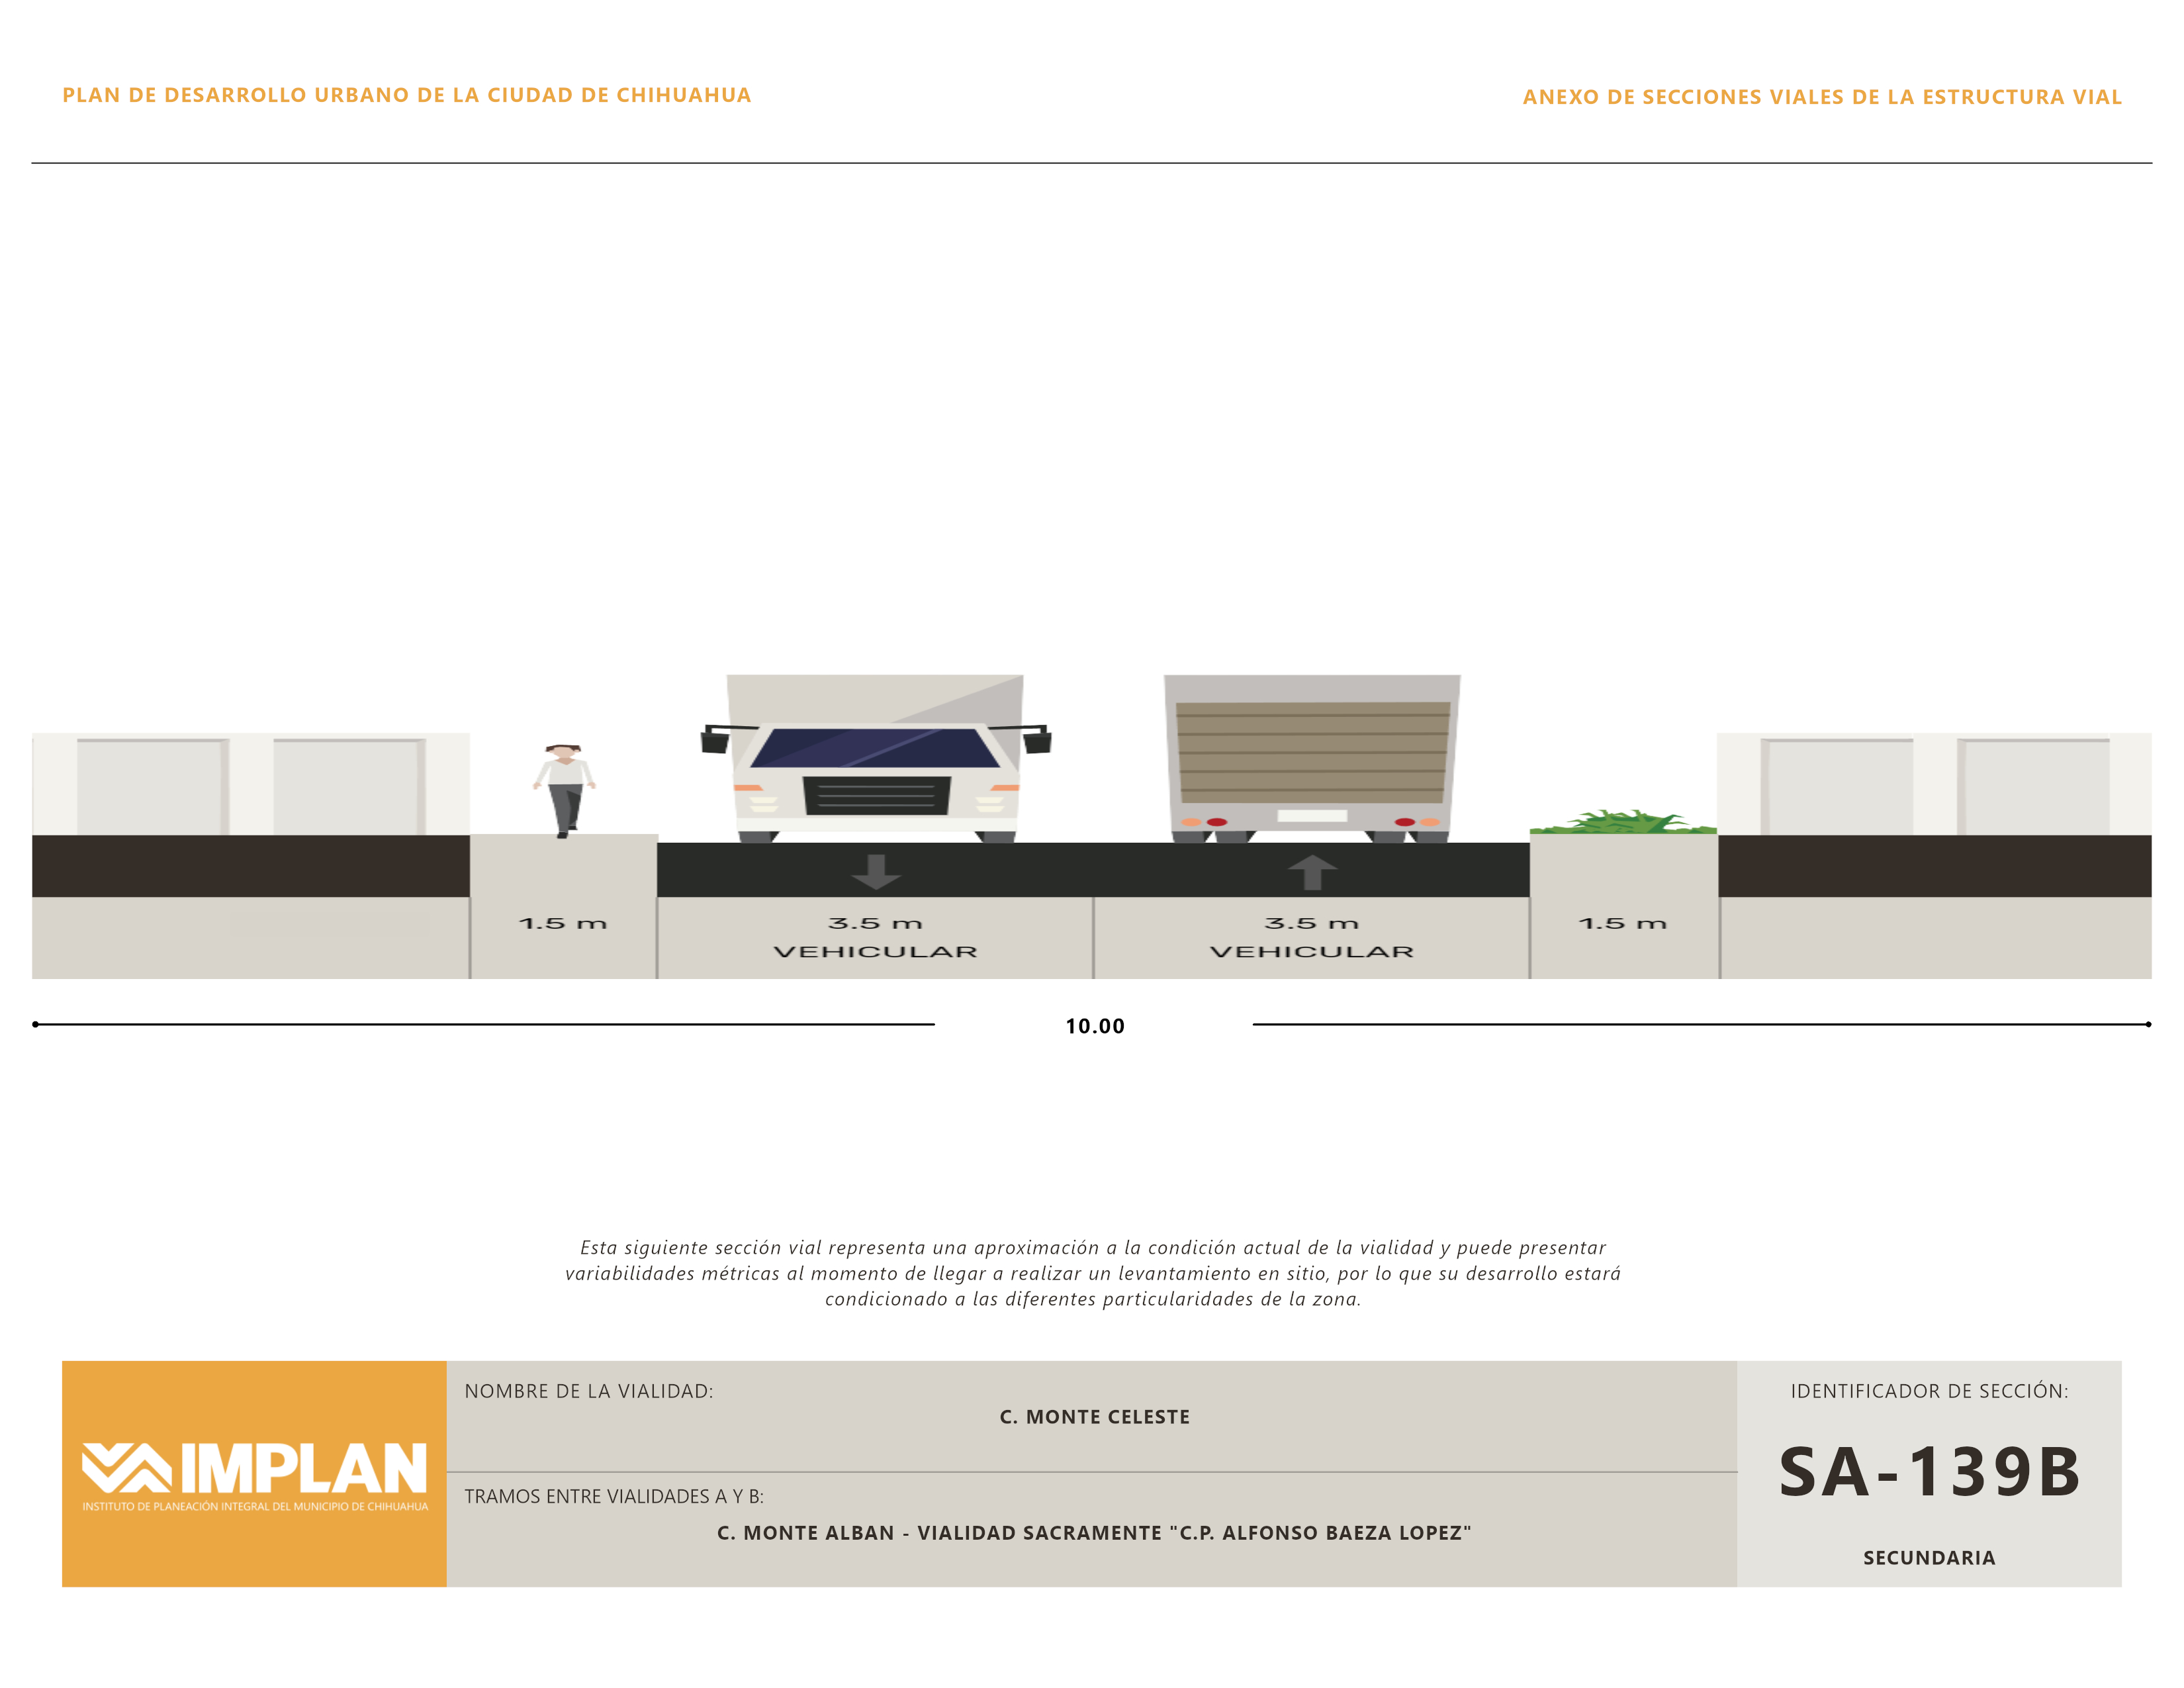 PLAN DE DESARROLLO URBANO DE LA CIUDAD DE CHIHUAHUA
ANEXO DE SECCIONES VIALES DE LA ESTRUCTURA VIAL
1.5 m
3.5 m
VEHICULAR
3.5 m
VEHICULAR
1.5 m
10.00
Esta siguiente sección vial representa una aproximación a la condición actual de la vialidad y puede presentar
variabilidades métricas al momento de llegar a realizar un levantamiento en sitio, por lo que su desarrollo estará
condicionado a las diferentes particularidades de la zona.
IMPLAN
INSTITUTO DE PLANEACIÓN INTEGRAL DEL MUNICIPIO DE CHIHUAHUA
NOMBRE DE LA VIALIDAD:
C. MONTE CELESTE
TRAMOS ENTRE VIALIDADES A Y B:
C. MONTE ALBAN - VIALIDAD SACRAMENTE "C.P. ALFONSO BAEZA LOPEZ"
IDENTIFICADOR DE SECCIÓN:
SA-139B
SECUNDARIA